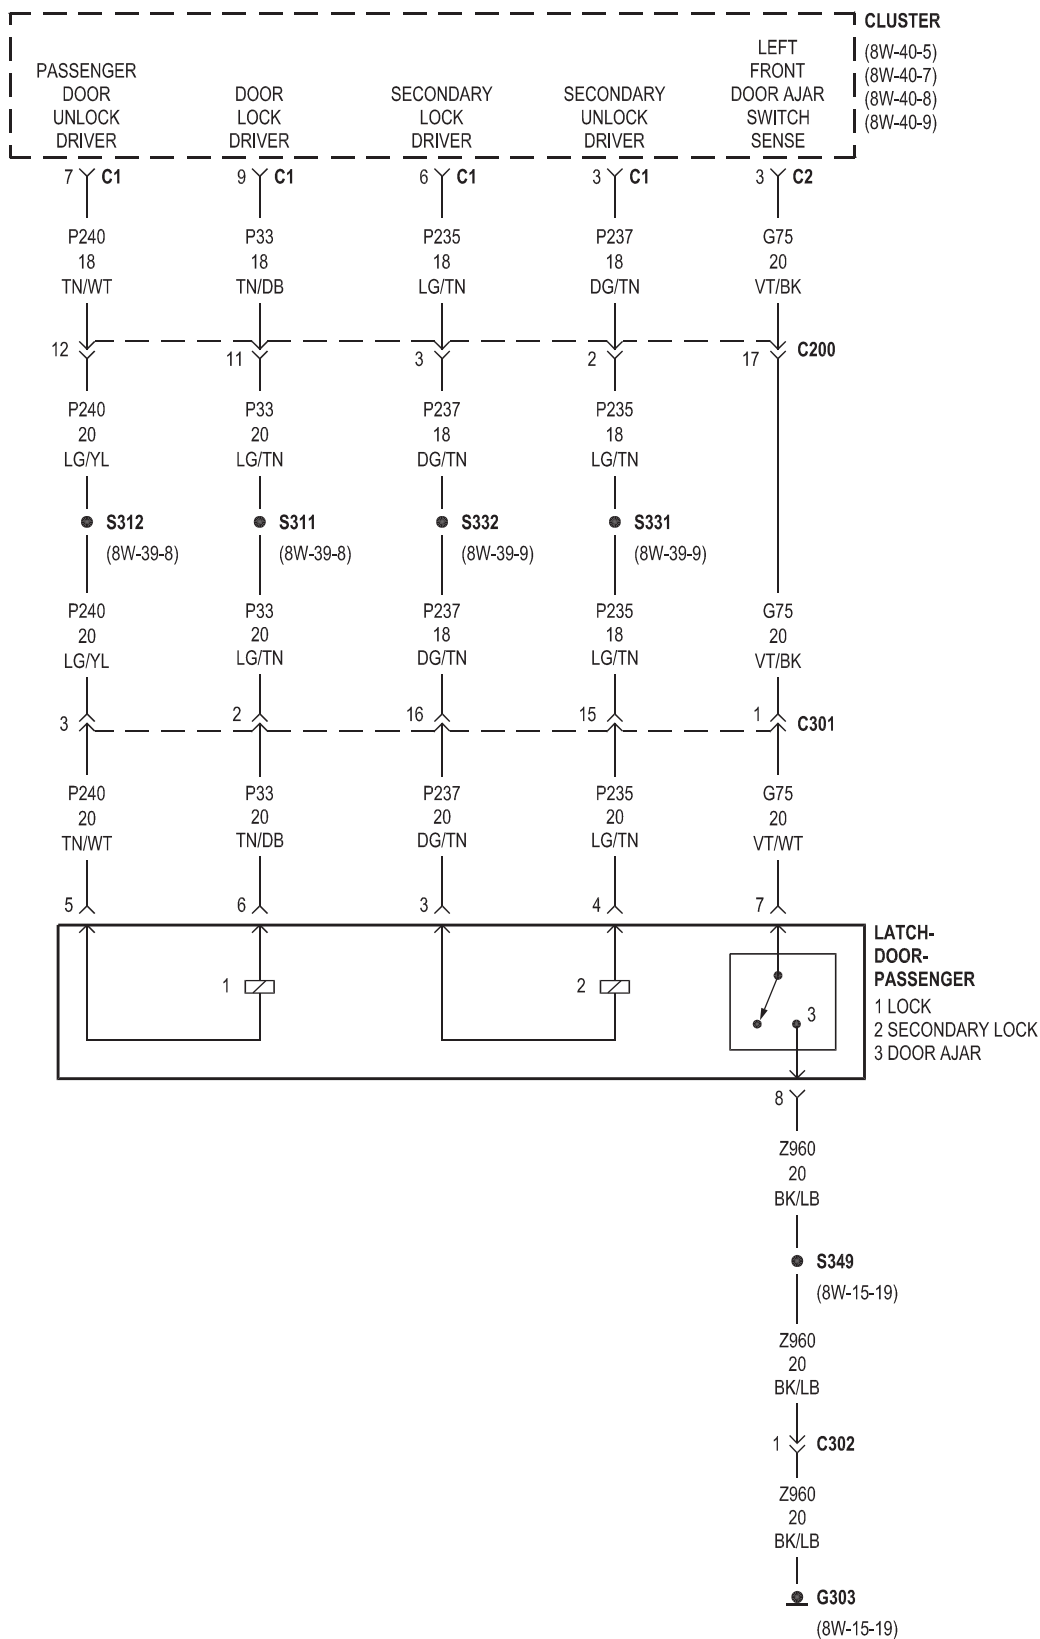 CLUSTER
(8W-40-5)
(8W-40-7)
(8W-40-8)
(8W-40-9)
PASSENGER
DOOR
UNLOCK
DRIVER
DOOR
LOCK
DRIVER
SECONDARY
LOCK
DRIVER
SECONDARY
UNLOCK
DRIVER
LEFT
FRONT
DOOR AJAR
SWITCH
SENSE
7 C1
9 C1
6 C1
3 C1
3 C2
P240
18
TN/WT
P33
18
TN/DB
P235
18
LG/TN
P237
18
DG/TN
G75
20
VT/BK
12
11
3
2
17
C200
P240
20
LG/YL
P33
20
LG/TN
P237
18
DG/TN
P235
18
LG/TN
S312
(8W-39-8)
S311
(8W-39-8)
S332
(8W-39-9)
S331
(8W-39-9)
P240
20
LG/YL
P33
20
LG/TN
P237
18
DG/TN
P235
18
LG/TN
G75
20
VT/BK
3
2
16
15
1
C301
P240
20
TN/WT
P33
20
TN/DB
P237
20
DG/TN
P235
20
LG/TN
G75
20
VT/WT
5
6
3
4
7
1
2
3
LATCH-
DOOR-
PASSENGER
1 LOCK
2 SECONDARY LOCK
3 DOOR AJAR
8
Z960
20
BK/LB
S349
(8W-15-19)
Z960
20
BK/LB
1 C302
Z960
20
BK/LB
G303
(8W-15-19)